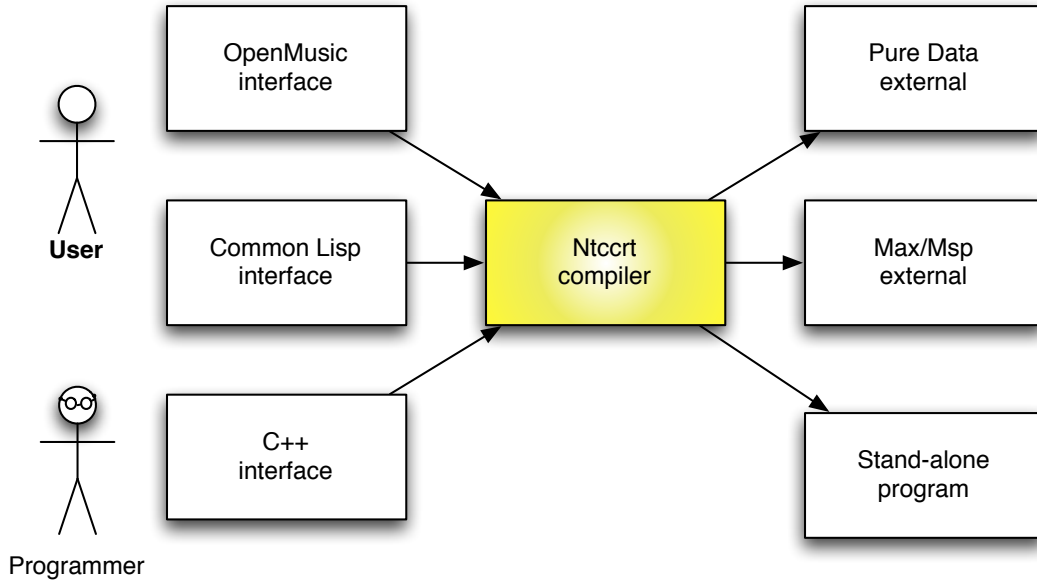 OpenMusic
interface
Pure Data
external
User
Common Lisp
interface
Ntccrt
compiler
Max/Msp
external
C++
interface
Stand-alone
program
Programmer